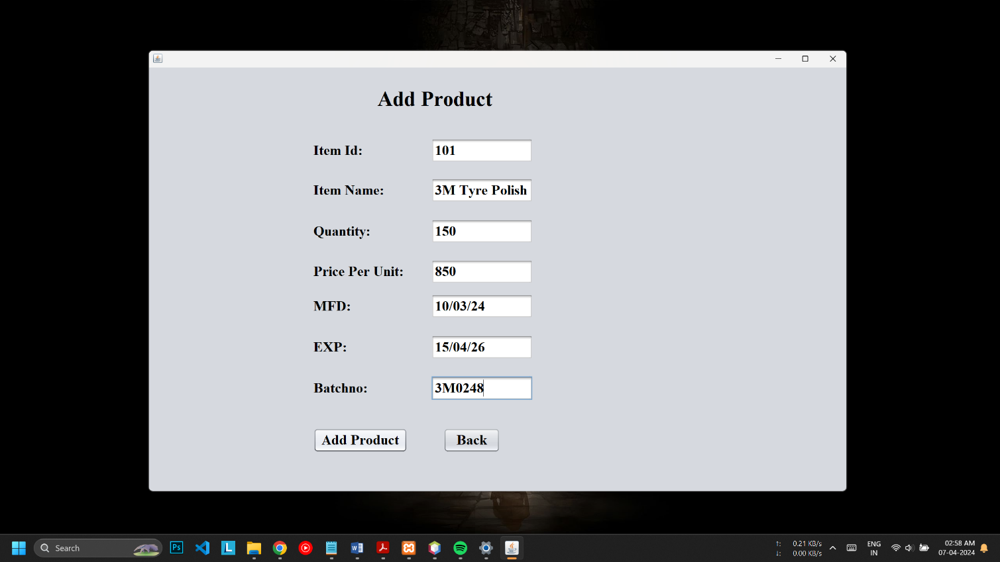 Add Product
Item Id: 101
Item Name: 3M Tyre Polish
Quantity: 150
Price Per Unit: 850
MFD: 10/03/24
EXP: 15/04/26
Batchno: 3M0248
Add Product Back
Search Ps L W
↑: 0.21 KB/s
↓: 0.00 KB/s
ENG
IN
02:58 AM
07-04-2024